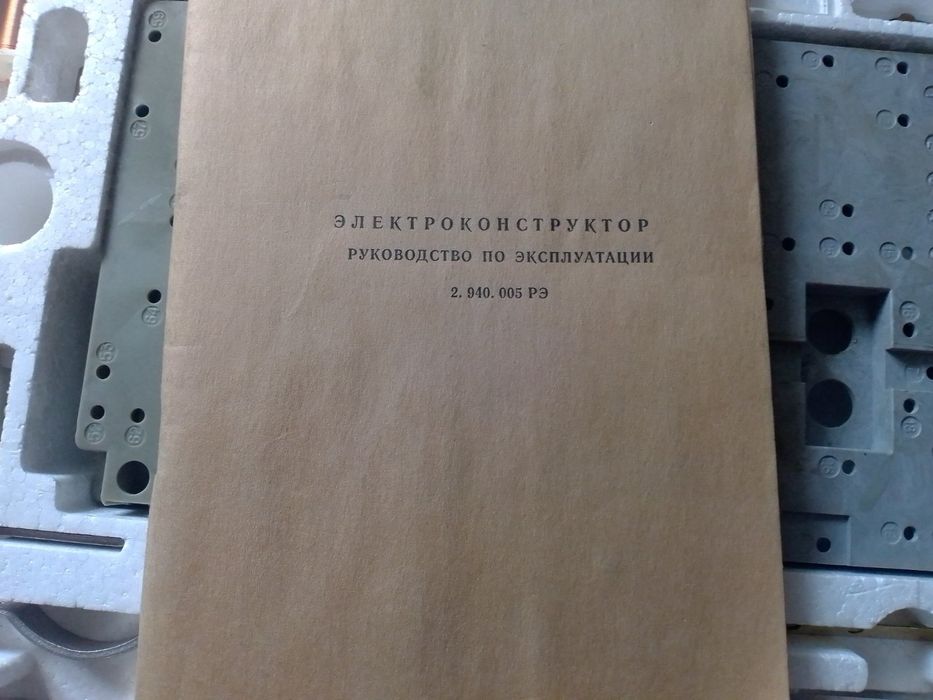 ЭЛЕКТРОКОНСТРУКТОР
РУКОВОДСТВО ПО ЭКСПЛУАТАЦИИ
2. 940. 005 РЭ